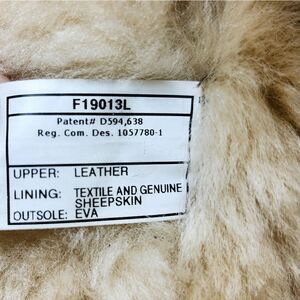 F19013L
Patent# D594,638
Reg. Com. Des. 1057780-1
UPPER: LEATHER
LINING: TEXTILE AND GENUINE
SHEEPSKIN
OUTSOLE: EVA